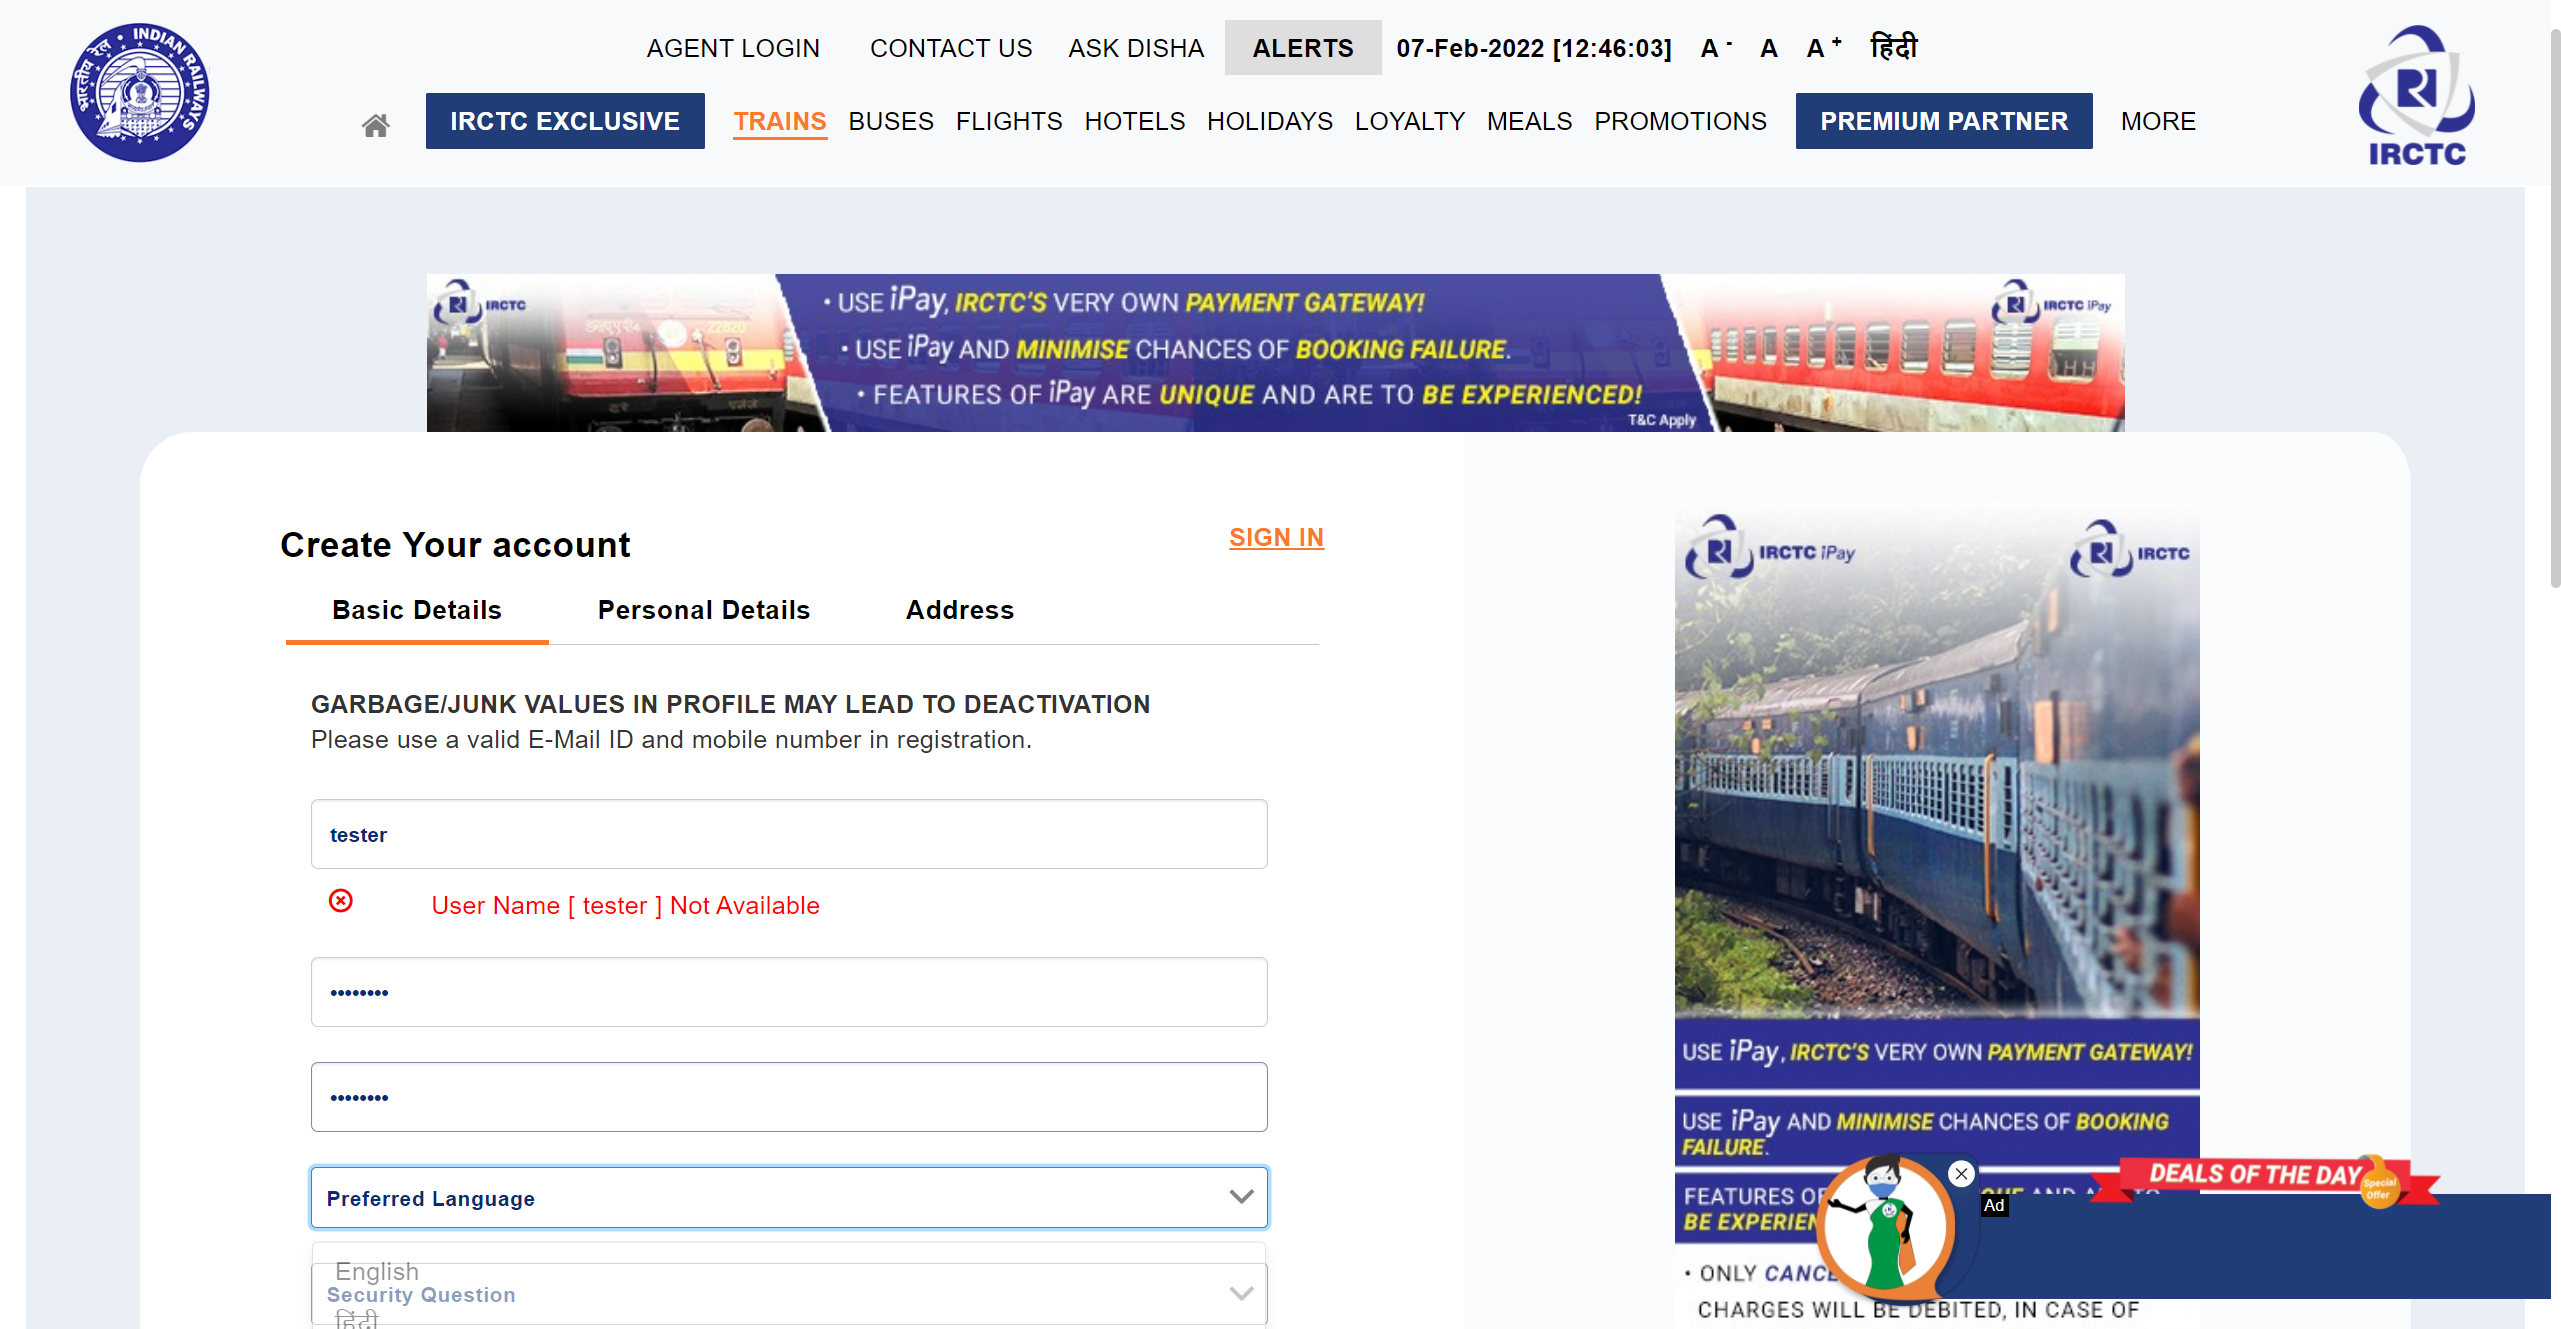 भारतीय रेल • INDIAN RAILWAYS
AGENT LOGIN CONTACT US ASK DISHA ALERTS 07-Feb-2022 [12:46:03] A - A A + हिंदी
IRCTC EXCLUSIVE TRAINS BUSES FLIGHTS HOTELS HOLIDAYS LOYALTY MEALS PROMOTIONS PREMIUM PARTNER MORE
IRCTC
IRCTC
• USE iPay, IRCTC'S VERY OWN PAYMENT GATEWAY!
• USE iPay AND MINIMISE CHANCES OF BOOKING FAILURE.
• FEATURES OF iPay ARE UNIQUE AND ARE TO BE EXPERIENCED!
T&C Apply
IRCTC iPay
22820
Create Your account
SIGN IN
Basic Details Personal Details Address
GARBAGE/JUNK VALUES IN PROFILE MAY LEAD TO DEACTIVATION
Please use a valid E-Mail ID and mobile number in registration.
tester
User Name [ tester ] Not Available
••••••••
••••••••
Preferred Language
English
Security Question
हिंदी
IRCTC iPay
IRCTC
USE iPay, IRCTC'S VERY OWN PAYMENT GATEWAY!
USE iPay AND MINIMISE CHANCES OF BOOKING
FAILURE.
FEATURES OF
BE EXPERIEN
• ONLY CANCE
CHARGES WILL BE DEBITED, IN CASE OF
Ad
DEALS OF THE DAY
Special
Offer